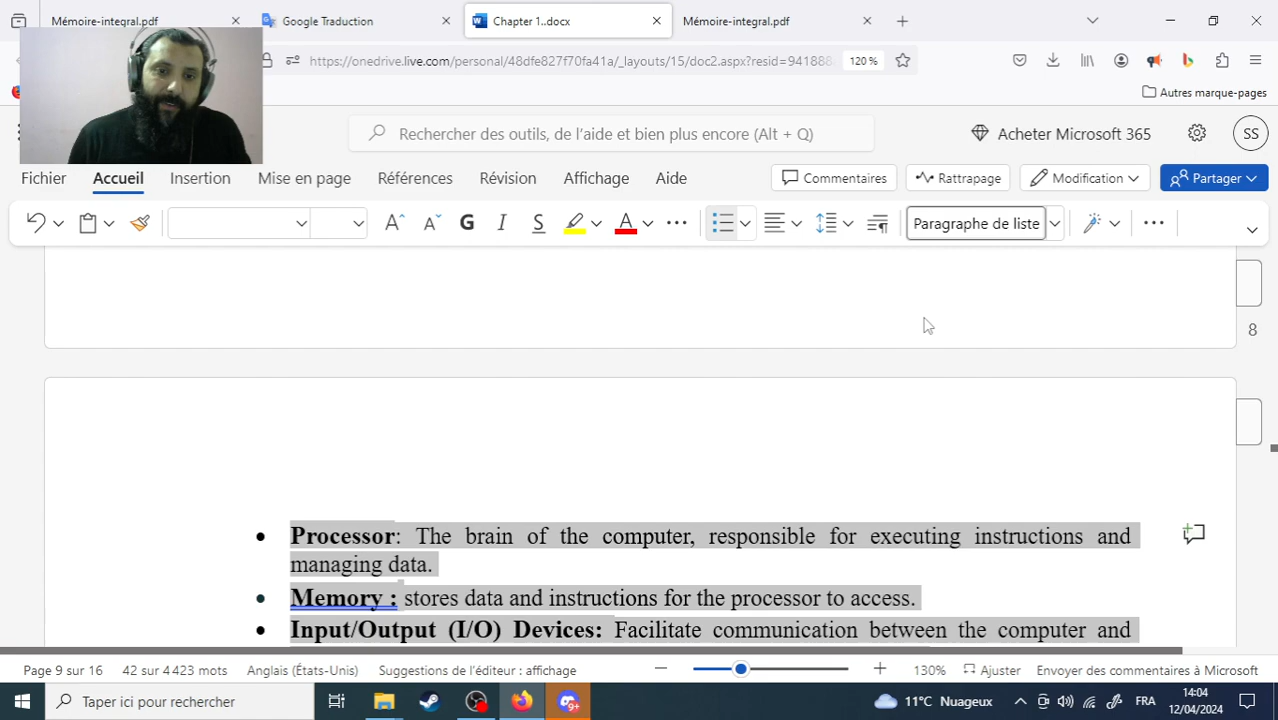 Mémoire-integral.pdf
Google Traduction
Chapter 1..docx
Mémoire-integral.pdf
https://onedrive.live.com/personal/48dfe827f70fa41a/_layouts/15/doc2.aspx?resid=941888
120 %
Autres marque-pages
Rechercher des outils, de l'aide et bien plus encore (Alt + Q)
Acheter Microsoft 365
SS
Fichier
Accueil
Insertion
Mise en page
Références
Révision
Affichage
Aide
Commentaires
Rattrapage
Modification
Partager
G
I
S
A
Paragraphe de liste
8
• Processor: The brain of the computer, responsible for executing instructions and
managing data.
• Memory : stores data and instructions for the processor to access.
• Input/Output (I/O) Devices: Facilitate communication between the computer and
Page 9 sur 16
42 sur 4 423 mots
Anglais (États-Unis)
Suggestions de l'éditeur : affichage
130%
Ajuster
Envoyer des commentaires à Microsoft
Taper ici pour rechercher
9+
11°C Nuageux
FRA
14:04
12/04/2024